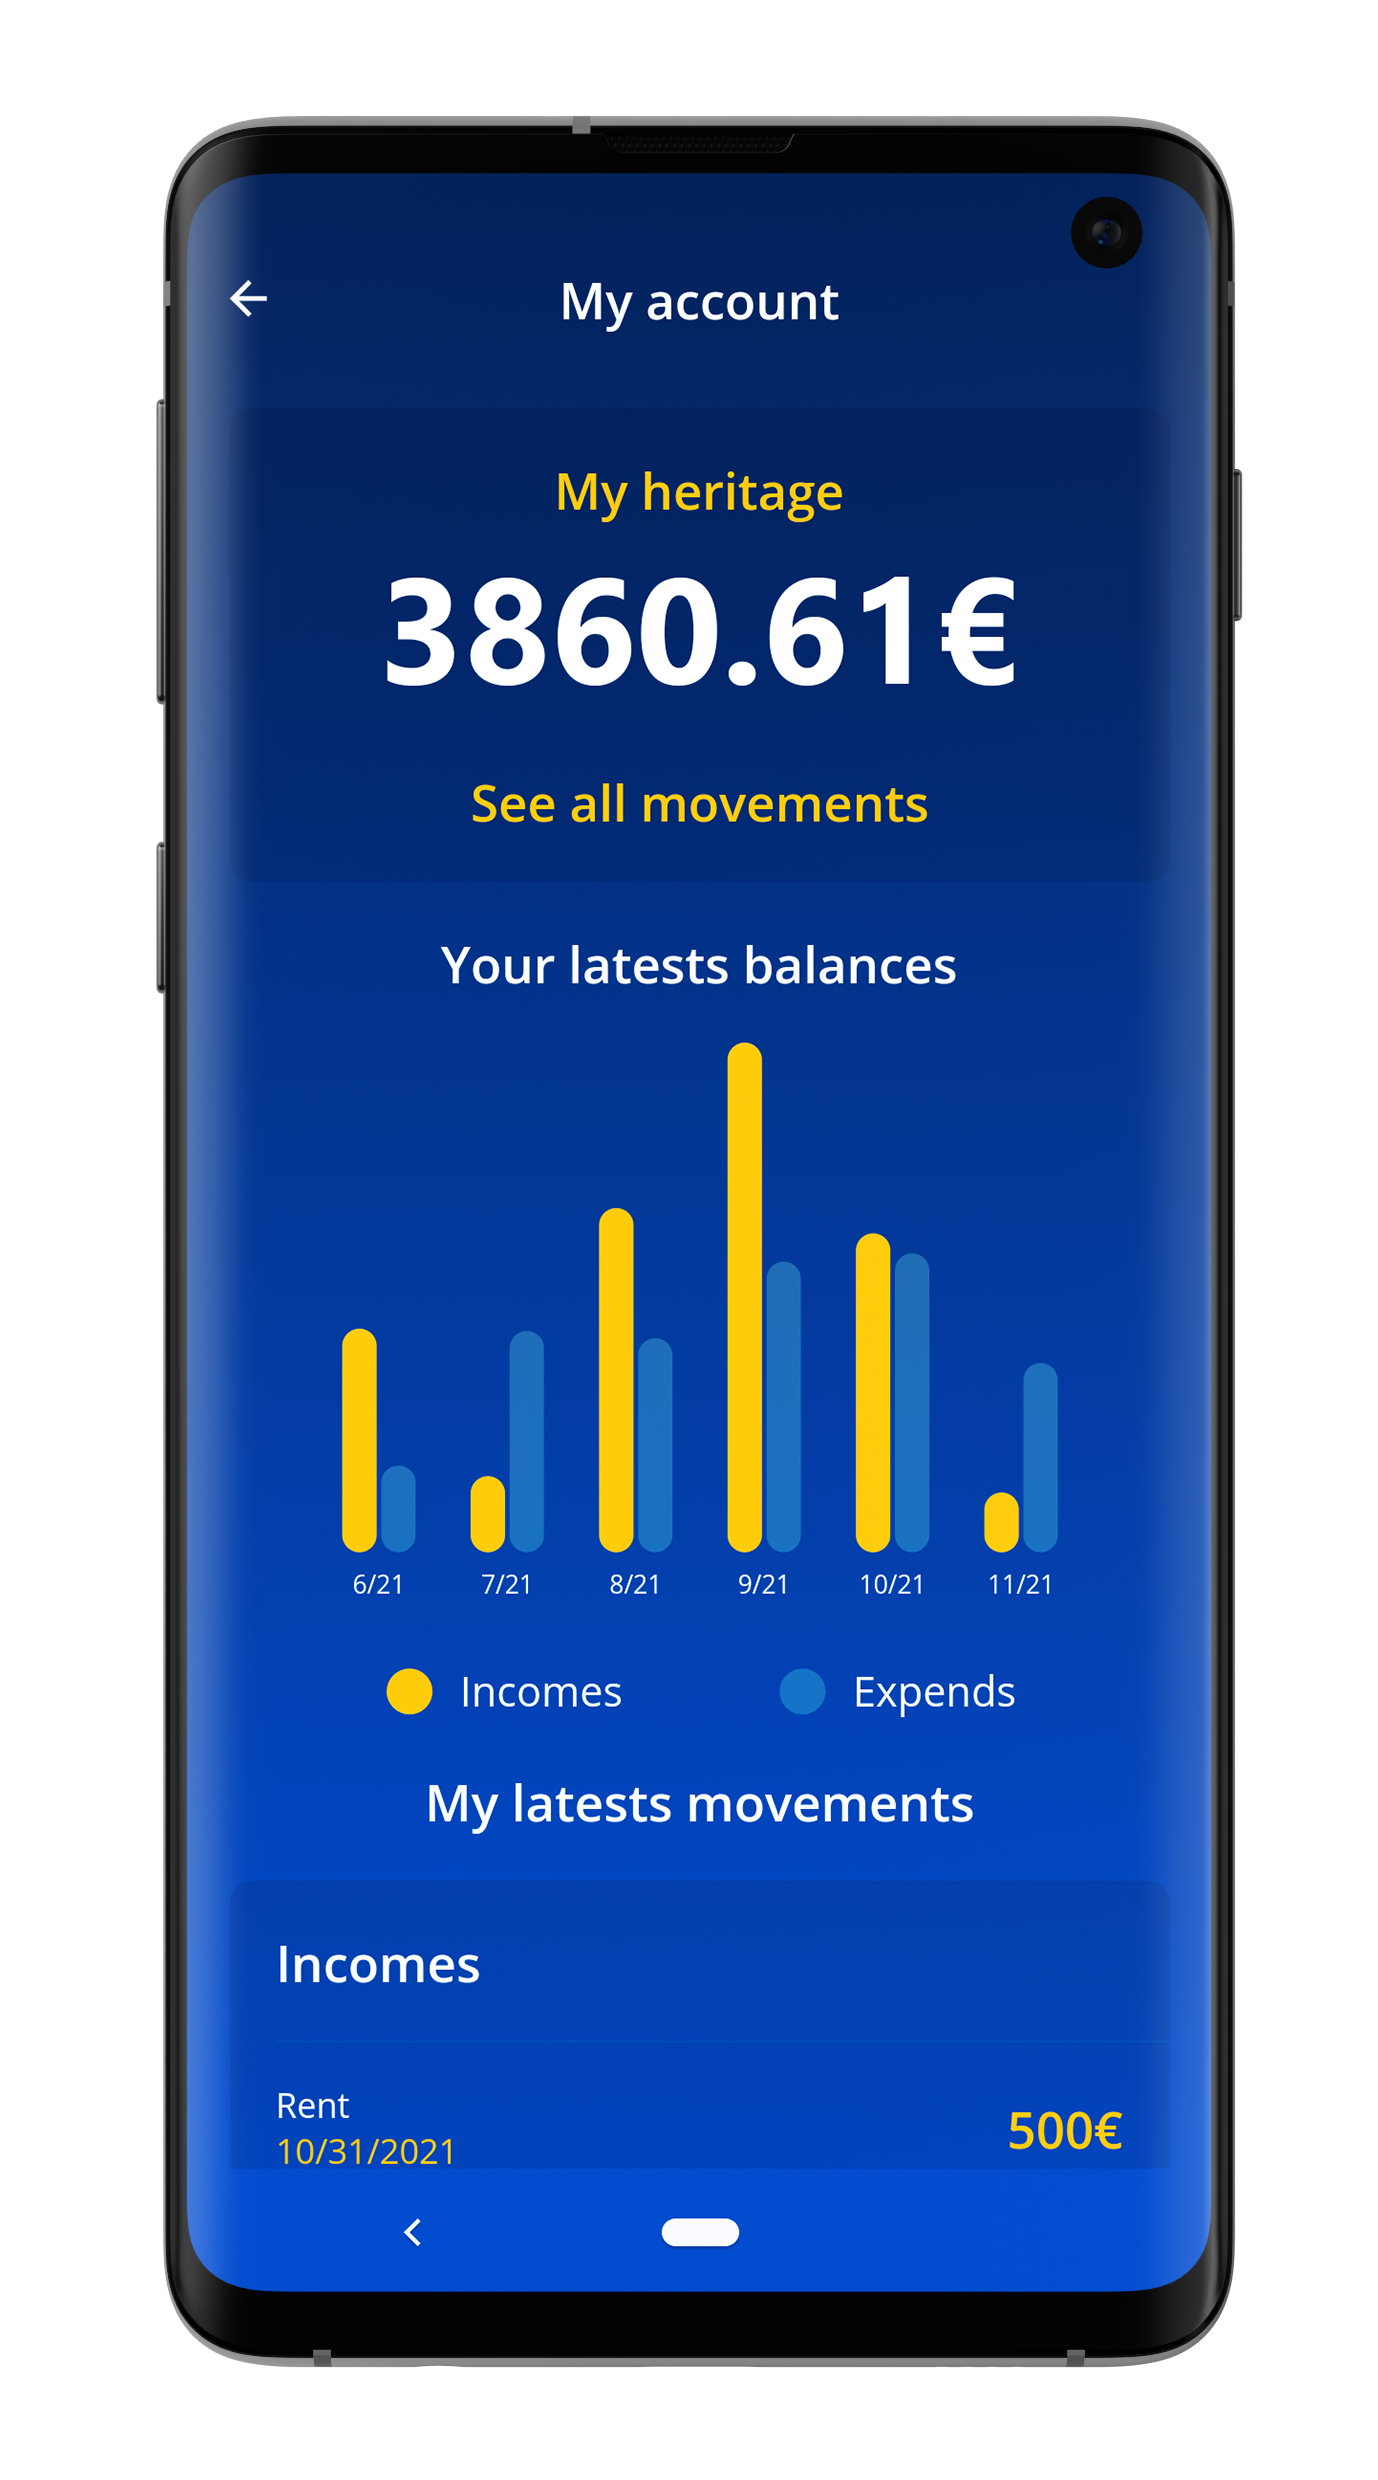 My account
My heritage
3860.61€
See all movements
Your latests balances
6/21 7/21 8/21 9/21 10/21 11/21
Incomes Expends
My latests movements
Incomes
Rent
10/31/2021
500€